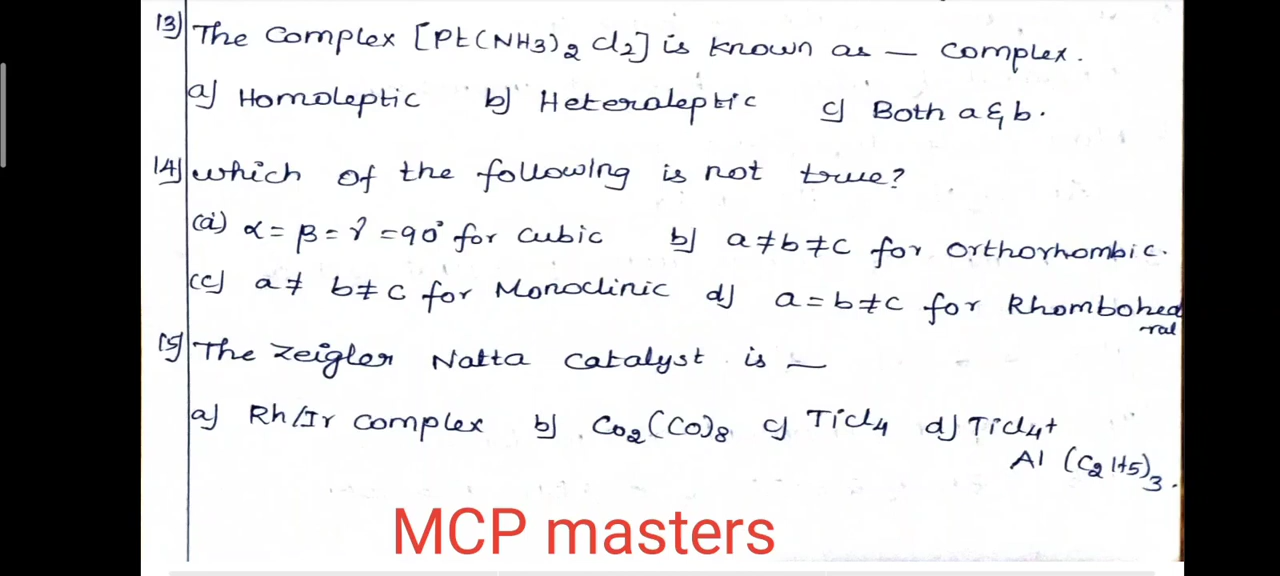 13) The Complex [Pt(NH3)2 Cl2] is known as — Complex.
a) Homoleptic b) Heteroleptic c) Both a & b.
14) which of the following is not true?
(a) α = β = γ = 90° for cubic b) a ≠ b ≠ c for Orthorhombic.
(c) a ≠ b ≠ c for Monoclinic d) a = b ≠ c for Rhombohed
ral
15) The Zeigler Natta catalyst is —
a) Rh/Ir complex b) Co2(CO)8 c) TiCl4 d) TiCl4+
Al (C2H5)3.
MCP masters